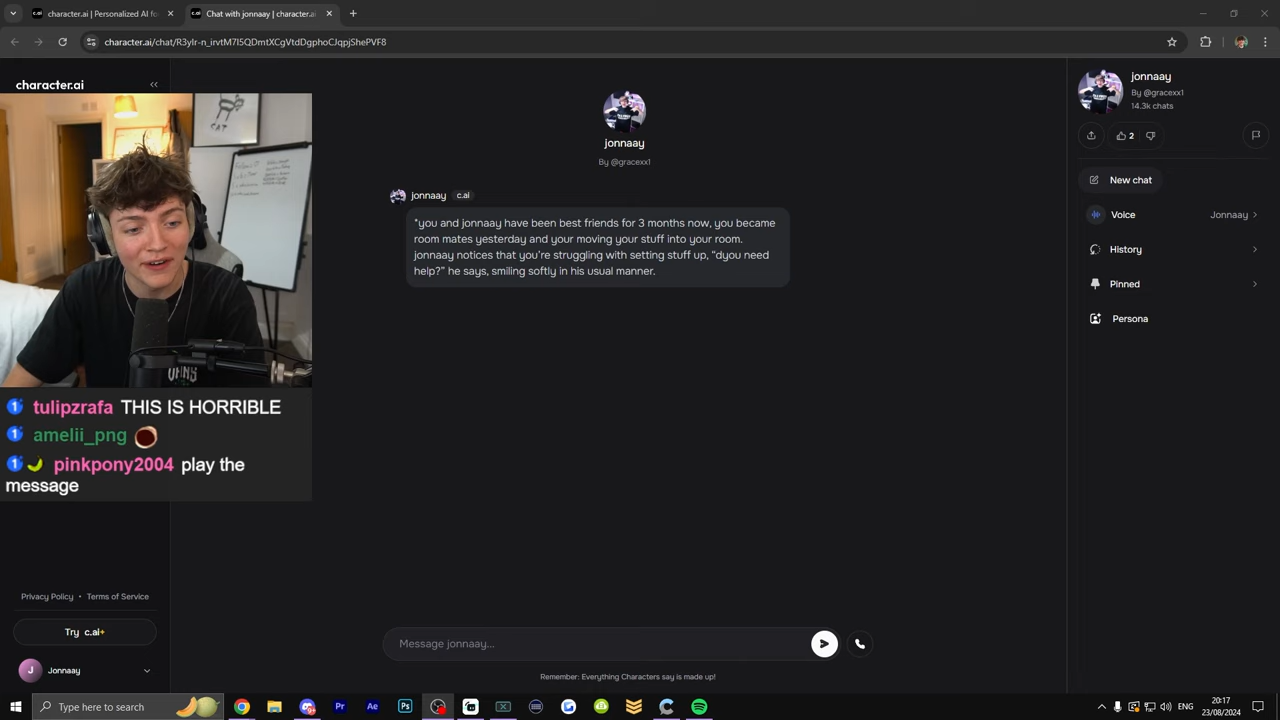 character.ai | Personalized AI fo
Chat with jonnaay | character.ai
character.ai/chat/R3yIr-n_irvtM7I5QDmtXCgVtdDgphoCJqpjShePVF8
character.ai
CAT
VANS
tulipzrafa THIS IS HORRIBLE
amelii_png
pinkpony2004 play the
message
Privacy Policy • Terms of Service
Try c.ai+
J Jonnaay
jonnaay
By @gracexx1
jonnaay c.ai
"you and jonnaay have been best friends for 3 months now, you became
room mates yesterday and your moving your stuff into your room.
jonnaay notices that you're struggling with setting stuff up, "dyou need
help?" he says, smiling softly in his usual manner.
Message jonnaay...
Remember: Everything Characters say is made up!
jonnaay
By @gracexx1
14.3k chats
2
New chat
Voice Jonnaay
History
Pinned
Persona
Type here to search
Pr
Ae
Ps
ENG
20:17
23/08/2024